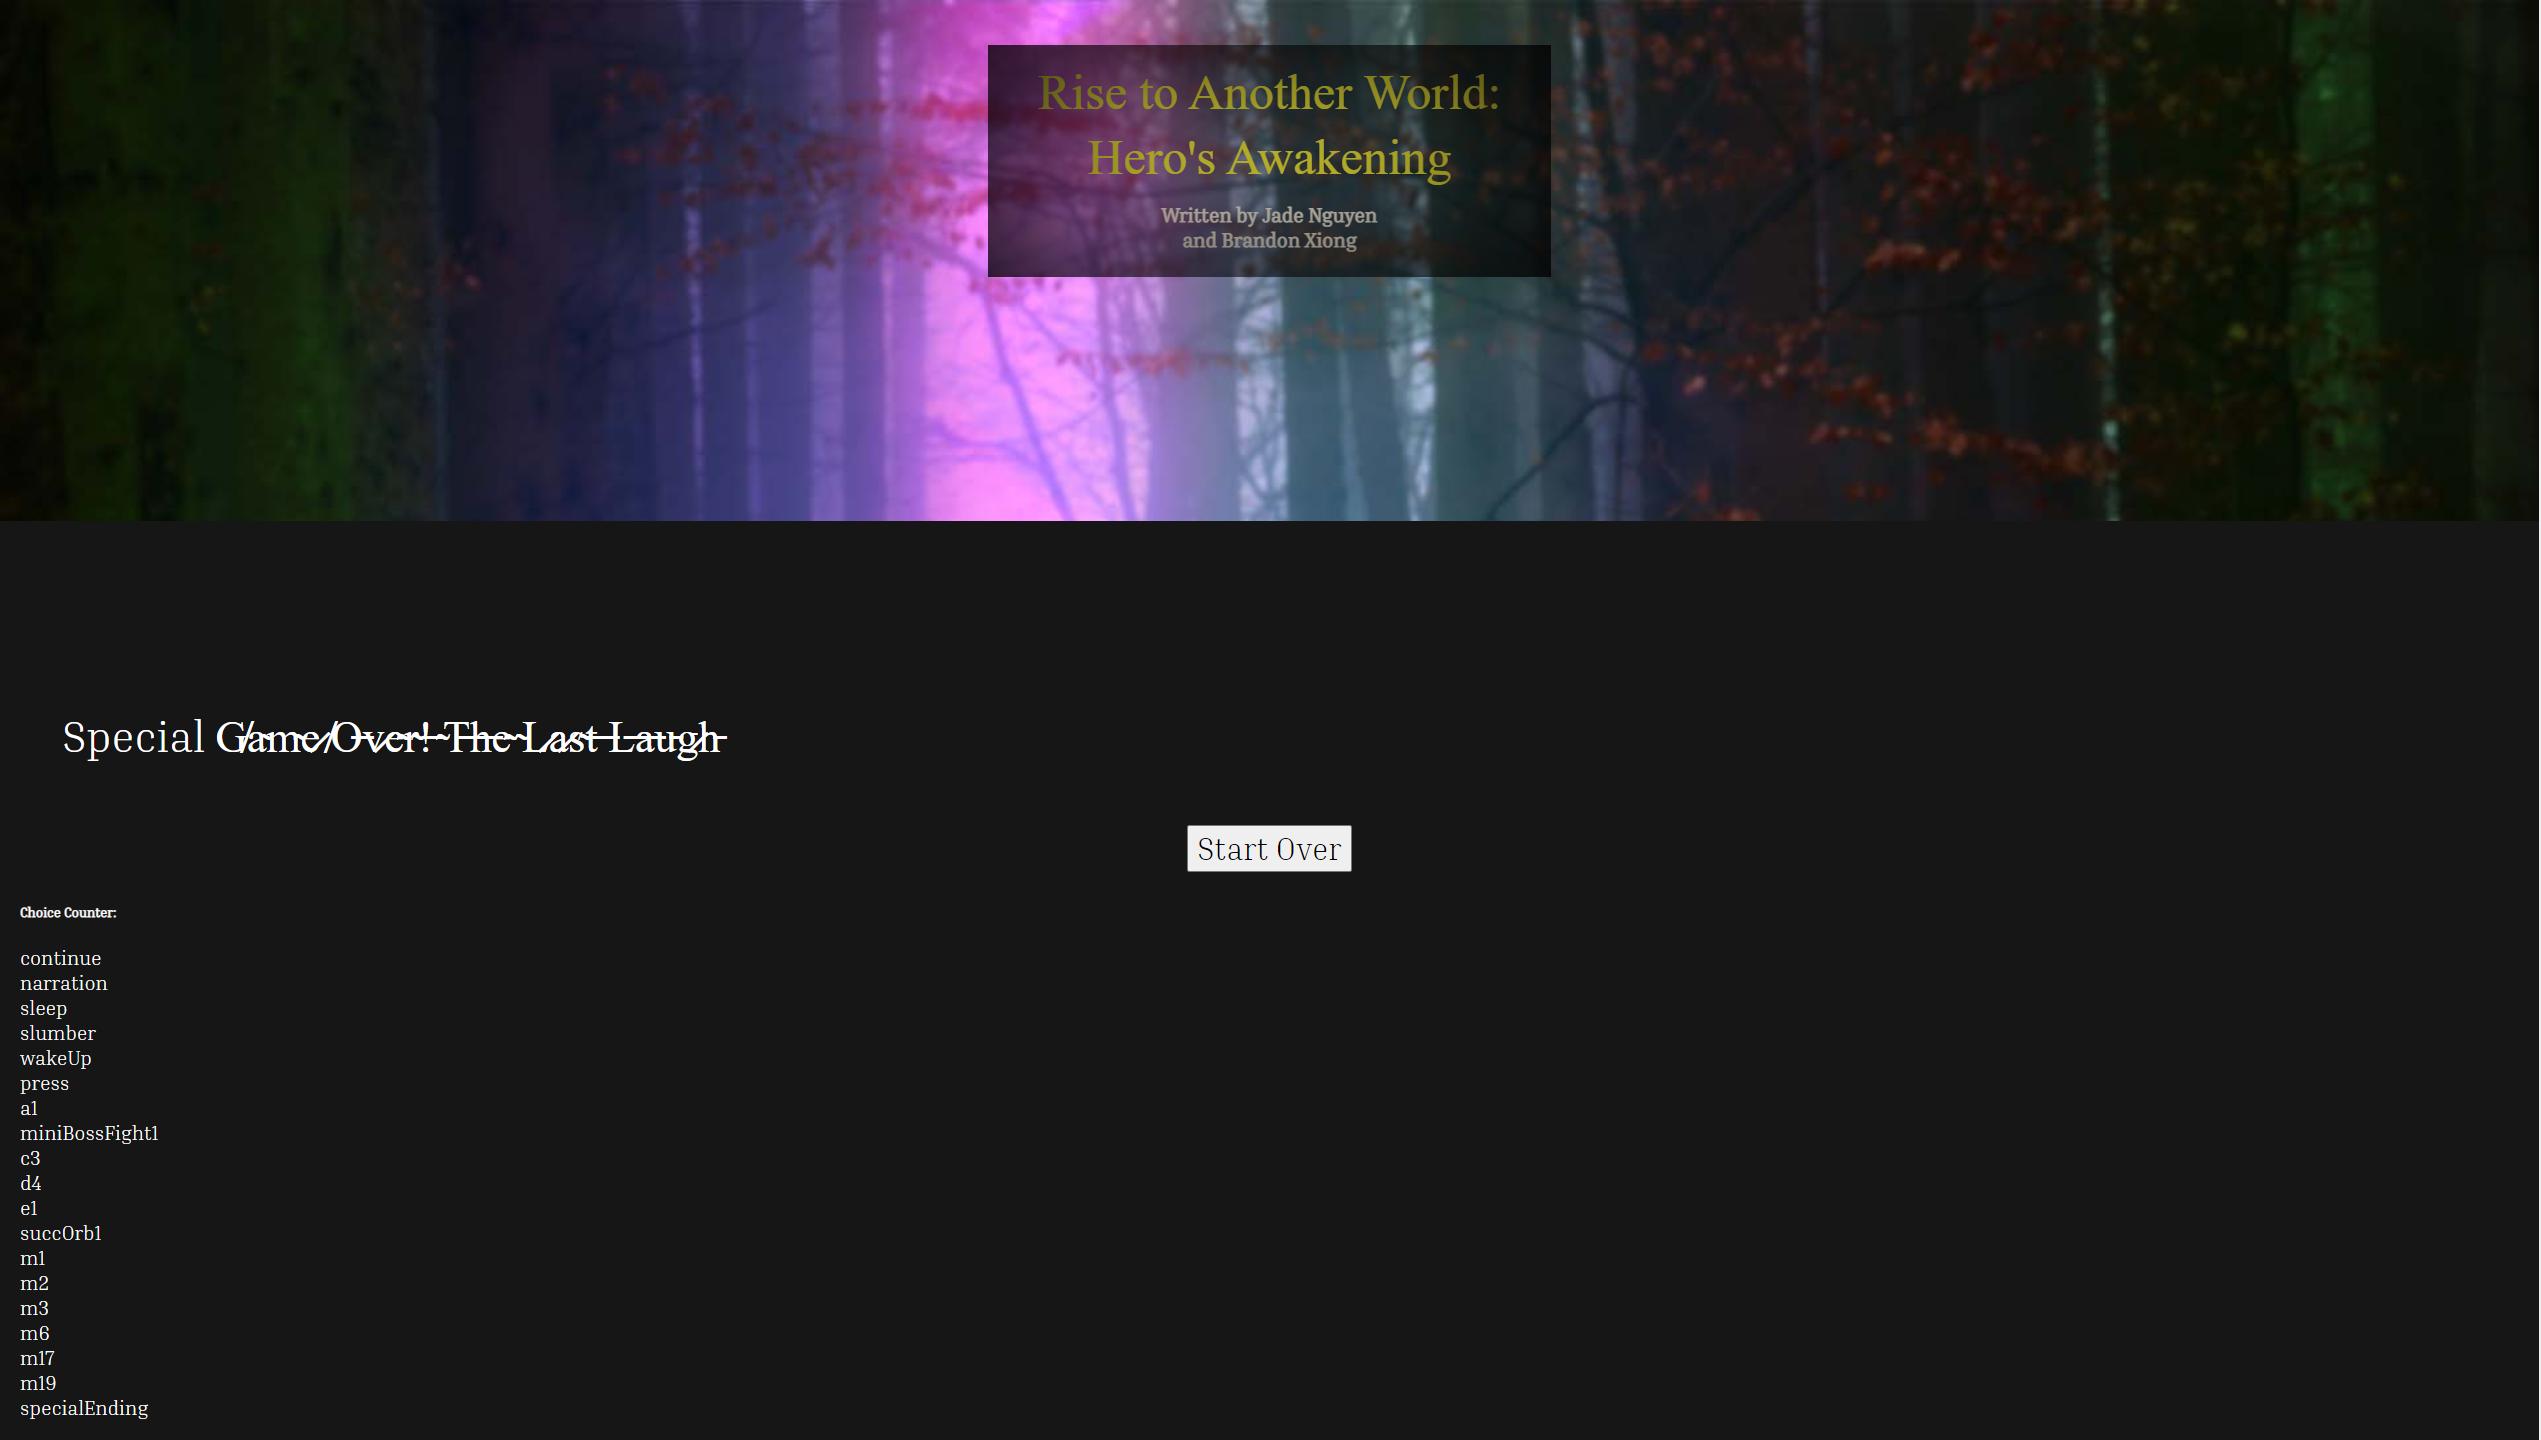 Rise to Another World:
Hero's Awakening
Written by Jade Nguyen
and Brandon Xiong
Special Game Over! The Last Laugh
Start Over
Choice Counter:
continue
narration
sleep
slumber
wakeUp
press
a1
miniBossFight1
c3
d4
e1
succOrb1
m1
m2
m3
m6
m17
m19
specialEnding